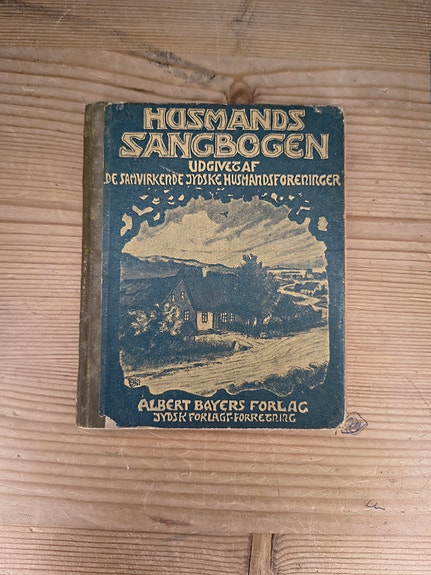 HUSMANDS
SANGBOGEN
UDGIVET AF
DE SAMVIRKENDE JYDSKE HUSMANDSFORENINGER
ALBERT BAYERS FORLAG
JYDSK FORLAGS-FORRETNING